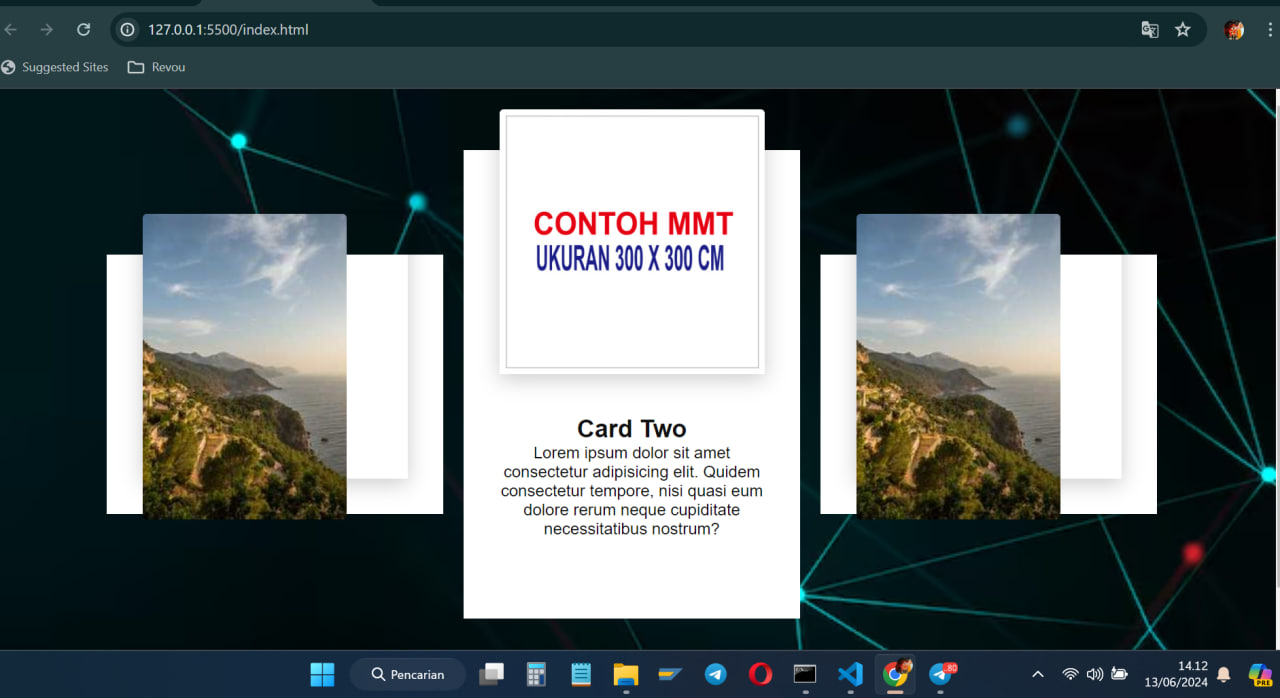 127.0.0.1:5500/index.html
Suggested Sites
Revou
CONTOH MMT
UKURAN 300 X 300 CM
Card Two
Lorem ipsum dolor sit amet
consectetur adipisicing elit. Quidem
consectetur tempore, nisi quasi eum
dolore rerum neque cupiditate
necessitatibus nostrum?
Pencarian
80
14.12
13/06/2024
PRE